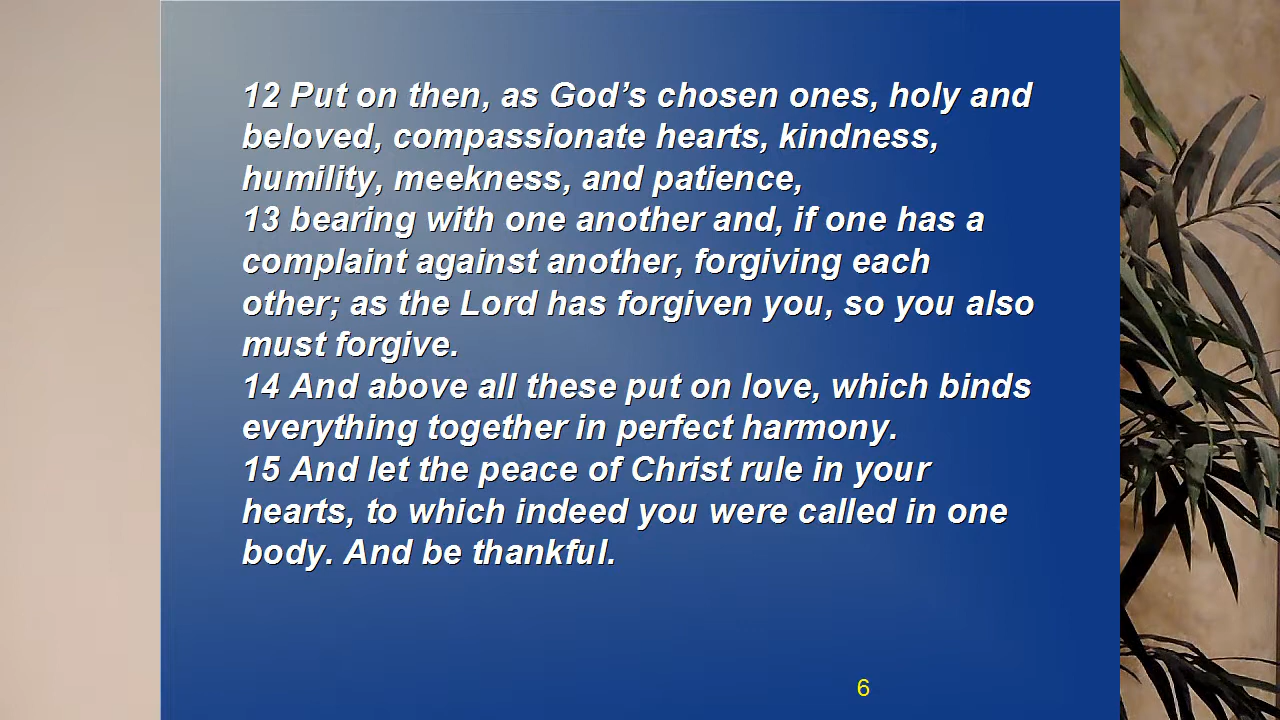 12 Put on then, as God’s chosen ones, holy and
beloved, compassionate hearts, kindness,
humility, meekness, and patience,
13 bearing with one another and, if one has a
complaint against another, forgiving each
other; as the Lord has forgiven you, so you also
must forgive.
14 And above all these put on love, which binds
everything together in perfect harmony.
15 And let the peace of Christ rule in your
hearts, to which indeed you were called in one
body. And be thankful.
6